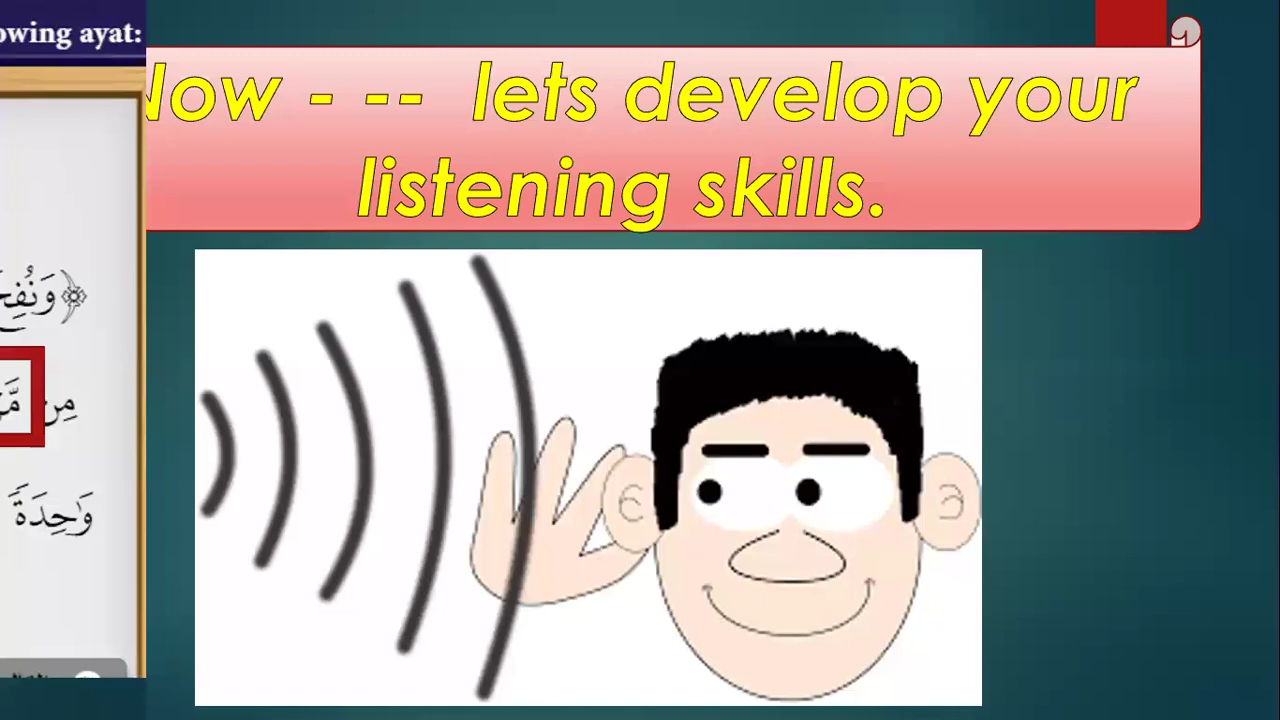 owing ayat:
Now - -- lets develop your
listening skills.
مِن
وَٰحِدَةَ